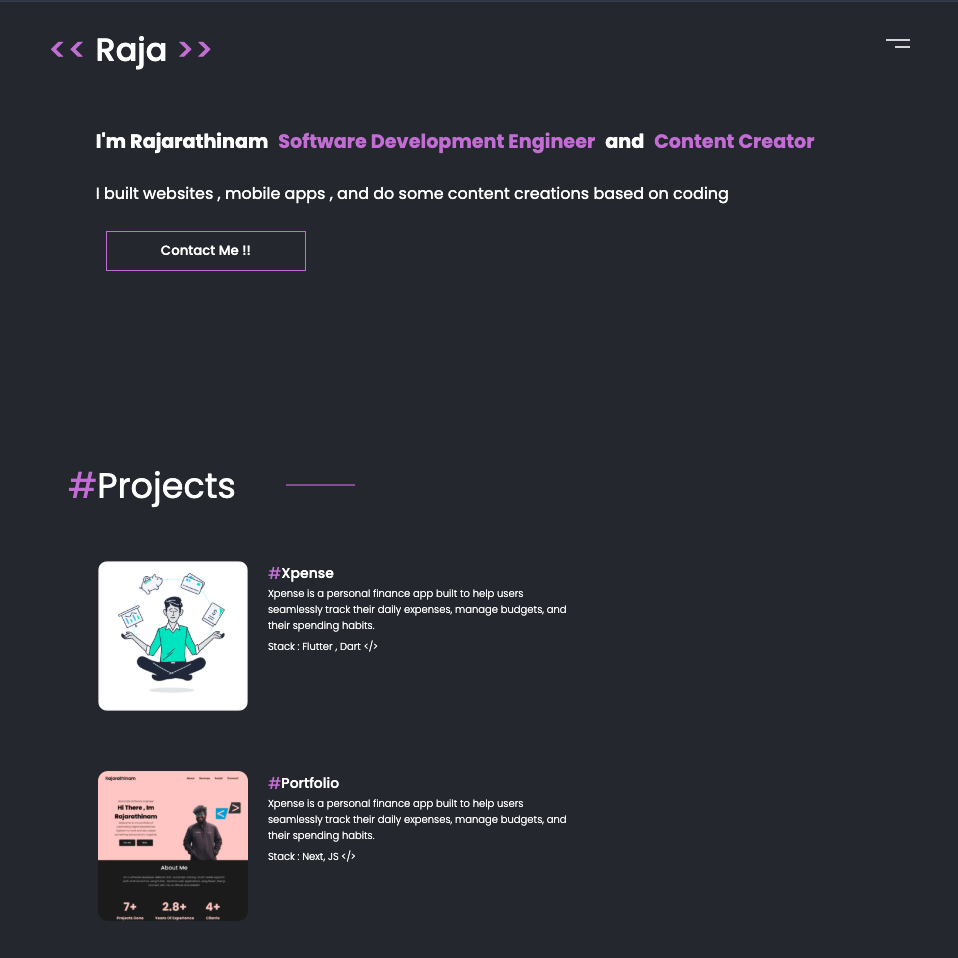 << Raja >>
I'm Rajarathinam Software Development Engineer and Content Creator
I built websites , mobile apps , and do some content creations based on coding
Contact Me !!
#Projects
#Xpense
Xpense is a personal finance app built to help users
seamlessly track their daily expenses, manage budgets, and
their spending habits.
Stack : Flutter , Dart </>
#Portfolio
Xpense is a personal finance app built to help users
seamlessly track their daily expenses, manage budgets, and
their spending habits.
Stack : Next, JS </>
Rajarathinam
Hi There , Im
Rajarathinam
About Me
7+ 2.8+ 4+
Projects Done Years Of Experience Clients